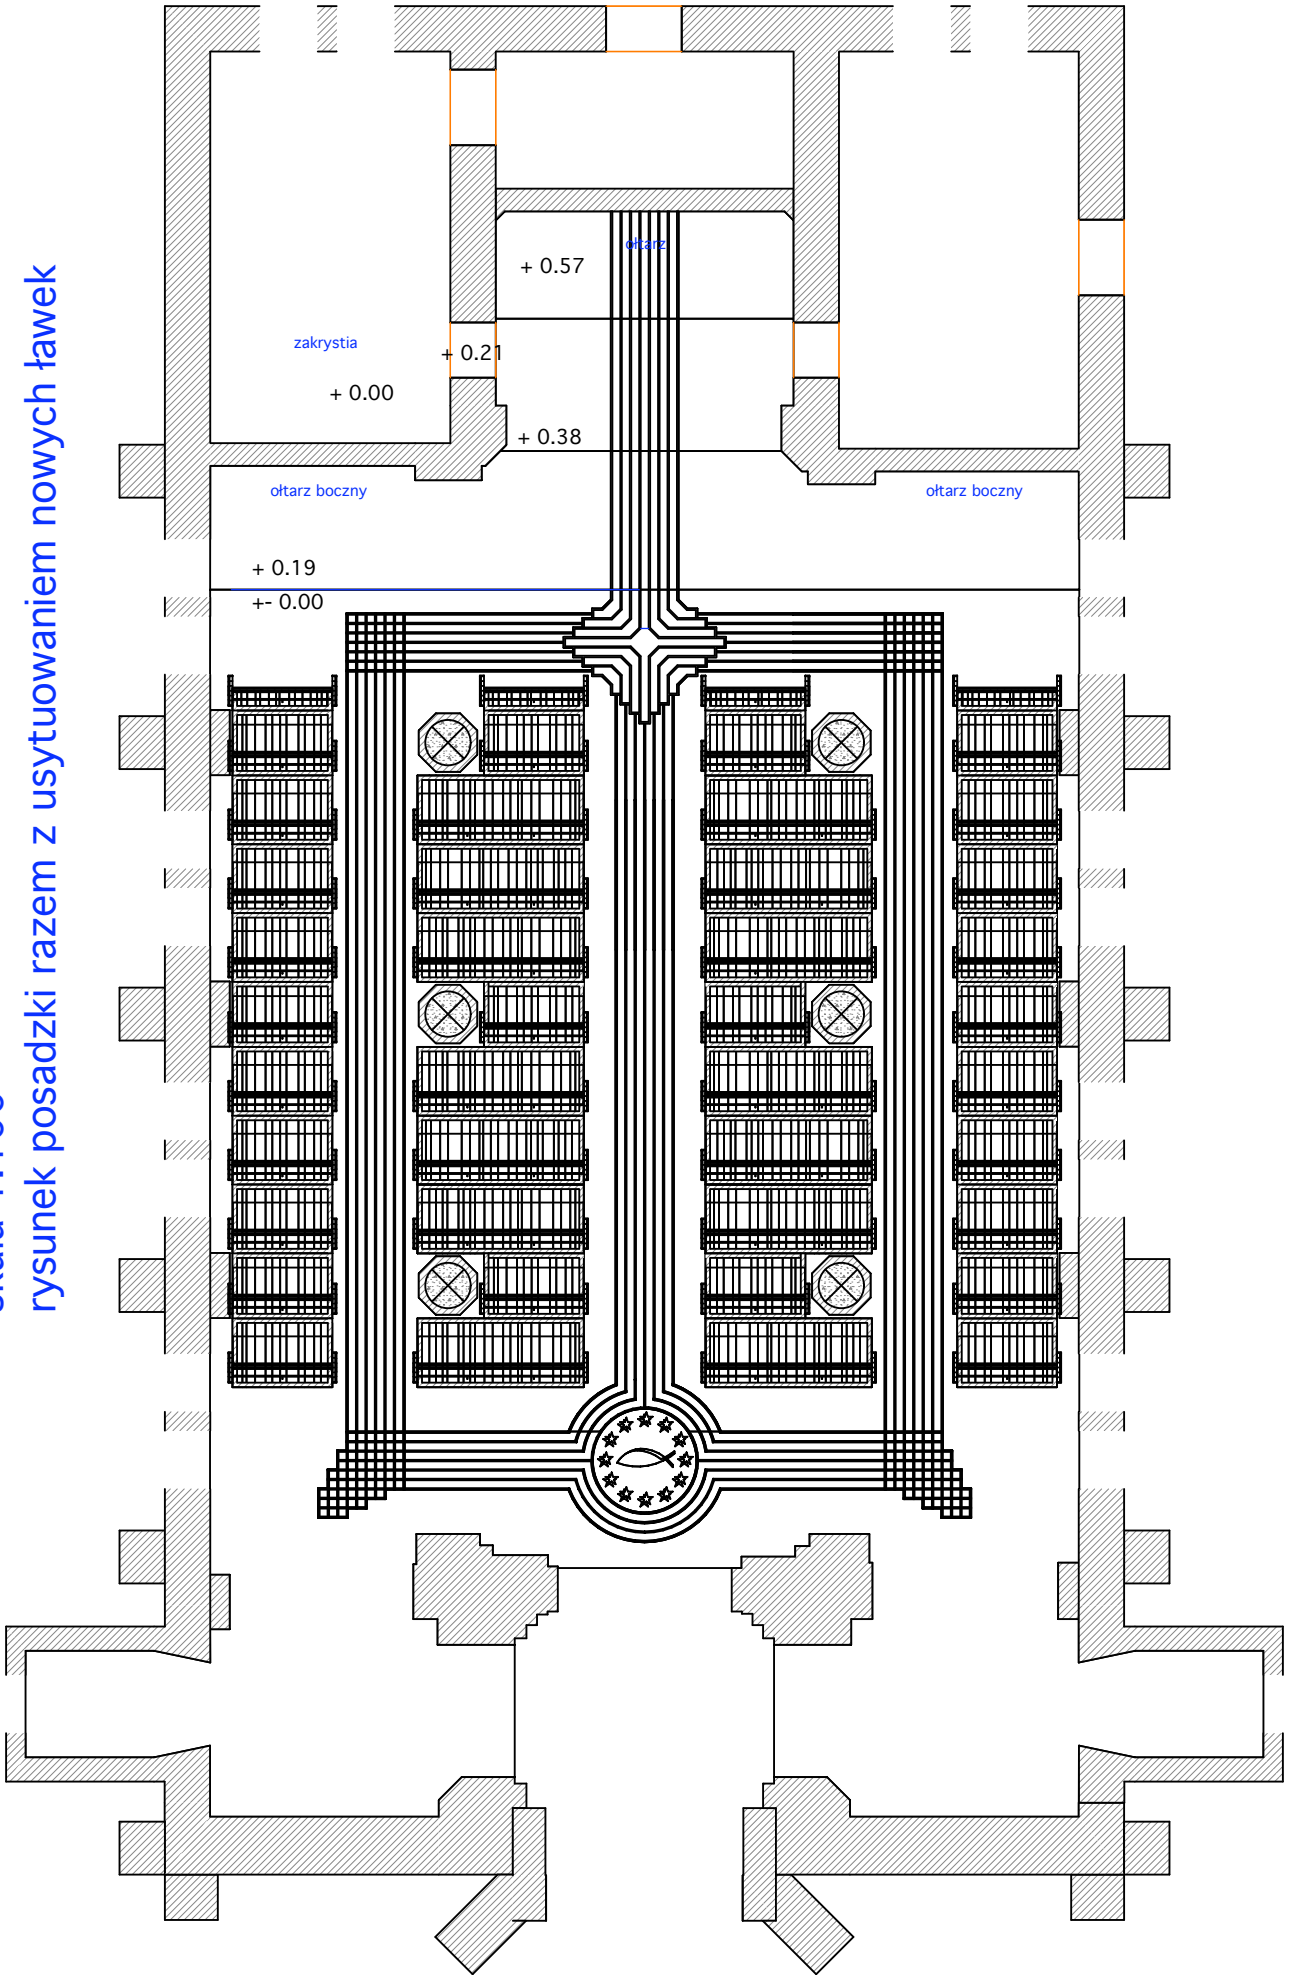 rysunek posadzki razem z usytuowaniem nowych ławek
ołtarz
+ 0.57
zakrystia
+ 0.21
+ 0.00
+ 0.38
ołtarz boczny
ołtarz boczny
+ 0.19
+- 0.00